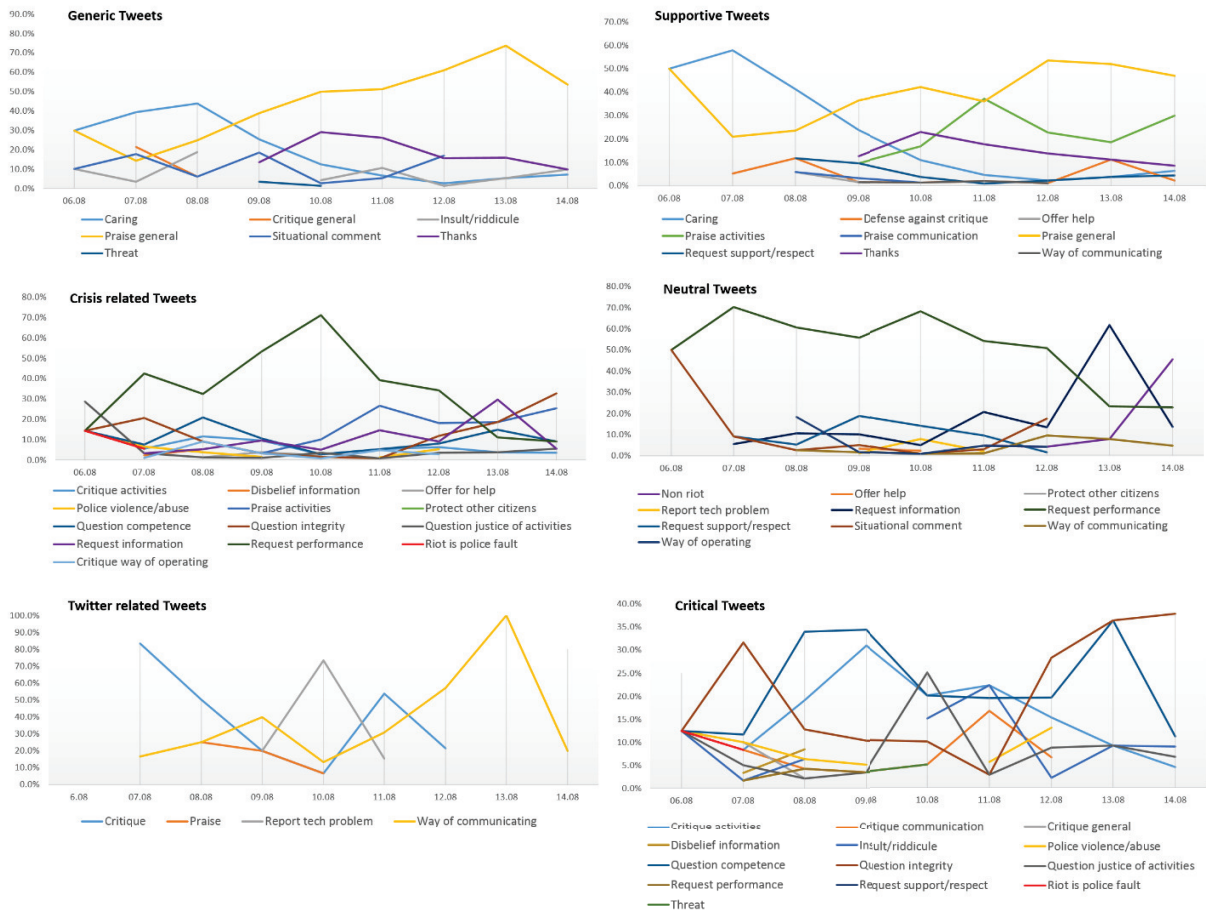 Generic Tweets
90.0%
80.0%
70.0%
60.0%
50.0%
40.0%
30.0%
20.0%
10.0%
0.0%
06.08 07.08 08.08 09.08 10.08 11.08 12.08 13.08 14.08
Caring Critique general Insult/riddicule
Praise general Situational comment Thanks
Threat
Supportive Tweets
70.0%
60.0%
50.0%
40.0%
30.0%
20.0%
10.0%
0.0%
06.08 07.08 08.08 09.08 10.08 11.08 12.08 13.08 14.08
Caring Defense against critique Offer help
Praise activities Praise communication Praise general
Request support/respect Thanks Way of communicating
Crisis related Tweets
80.0%
70.0%
60.0%
50.0%
40.0%
30.0%
20.0%
10.0%
0.0%
06.08 07.08 08.08 09.08 10.08 11.08 12.08 13.08 14.08
Critique activities Disbelief information Offer for help
Police violence/abuse Praise activities Protect other citizens
Question competence Question integrity Question justice of activities
Request information Request performance Riot is police fault
Critique way of operating
Neutral Tweets
80.0%
70.0%
60.0%
50.0%
40.0%
30.0%
20.0%
10.0%
0.0%
06.08 07.08 08.08 09.08 10.08 11.08 12.08 13.08 14.08
Non riot Offer help Protect other citizens
Report tech problem Request information Request performance
Request support/respect Situational comment Way of communicating
Way of operating
Twitter related Tweets
100.0%
90.0%
80.0%
70.0%
60.0%
50.0%
40.0%
30.0%
20.0%
10.0%
0.0%
6.08 07.08 08.08 09.08 10.08 11.08 12.08 13.08 14.08
Critique Praise Report tech problem Way of communicating
Critical Tweets
40.0%
35.0%
30.0%
25.0%
20.0%
15.0%
10.0%
5.0%
0.0%
06.08 07.08 08.08 09.08 10.08 11.08 12.08 13.08 14.08
Critique activities Critique communication Critique general
Disbelief information Insult/riddicule Police violence/abuse
Question competence Question integrity Question justice of activities
Request performance Request support/respect Riot is police fault
Threat